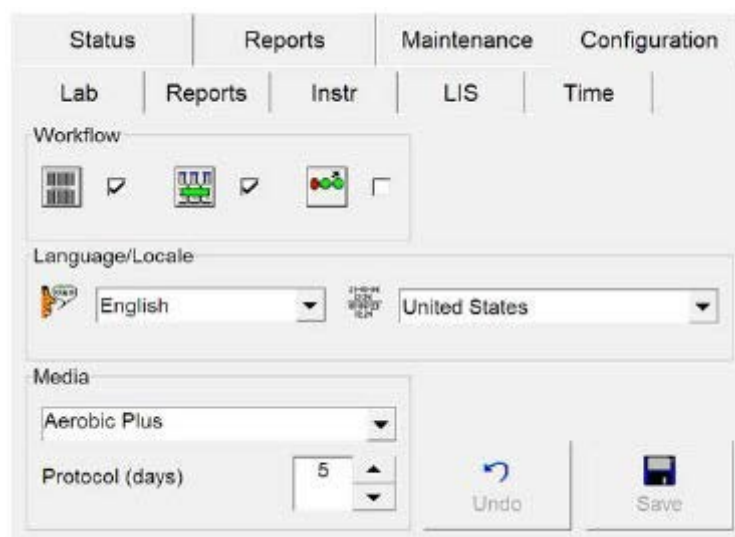 Status Reports Maintenance Configuration
Lab Reports Instr LIS Time
Workflow
Language/Locale
English United States
Media
Aerobic Plus
Protocol (days) 5
Undo Save